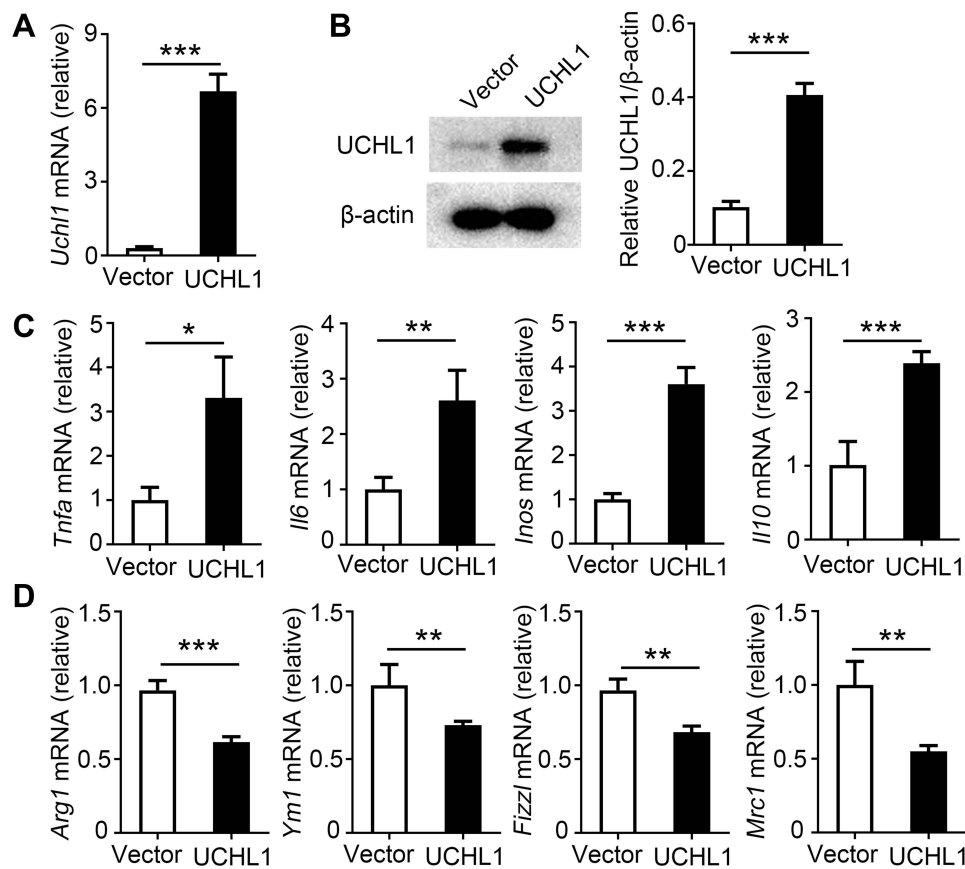 A
Uchl1 mRNA (relative)
9
6
3
0
***
Vector
UCHL1
B
Vector
UCHL1
UCHL1
β-actin
Relative UCHL1/β-actin
0.6
0.4
0.2
0
***
Vector
UCHL1
C
Tnfa mRNA (relative)
5
4
3
2
1
0
*
Vector
UCHL1
Il6 mRNA (relative)
4
3
2
1
0
**
Vector
UCHL1
Inos mRNA (relative)
5
4
3
2
1
0
***
Vector
UCHL1
Il10 mRNA (relative)
3
2
1
0
***
Vector
UCHL1
D
Arg1 mRNA (relative)
1.5
1.0
0.5
0
***
Vector
UCHL1
Ym1 mRNA (relative)
1.5
1.0
0.5
0.0
**
Vector
UCHL1
FizzI mRNA (relative)
1.5
1.0
0.5
0
**
Vector
UCHL1
Mrc1 mRNA (relative)
1.5
1.0
0.5
0.0
**
Vector
UCHL1